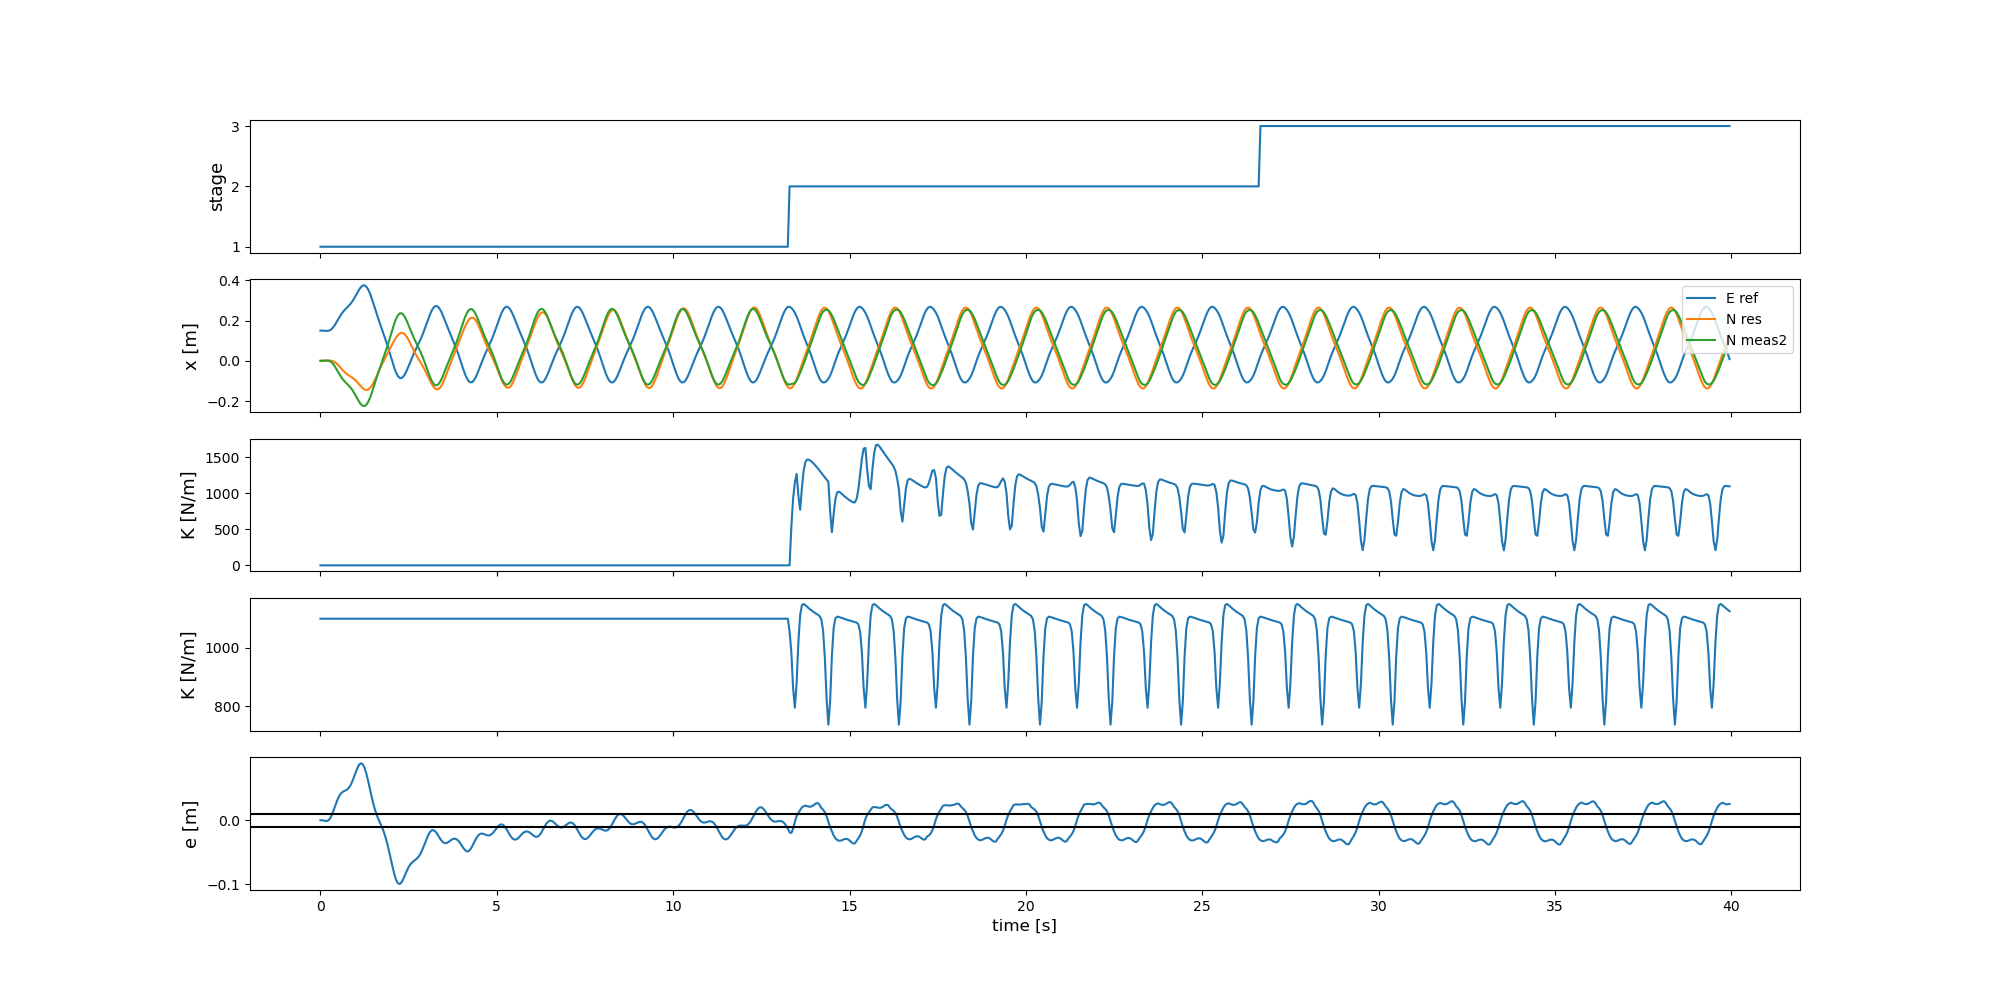 stage
3
2
1
x [m]
0.4
0.2
0.0
−0.2
E ref
N res
N meas2
K [N/m]
1500
1000
500
0
K [N/m]
1000
800
e [m]
0.0
−0.1
0 5 10 15 20 25 30 35 40
time [s]